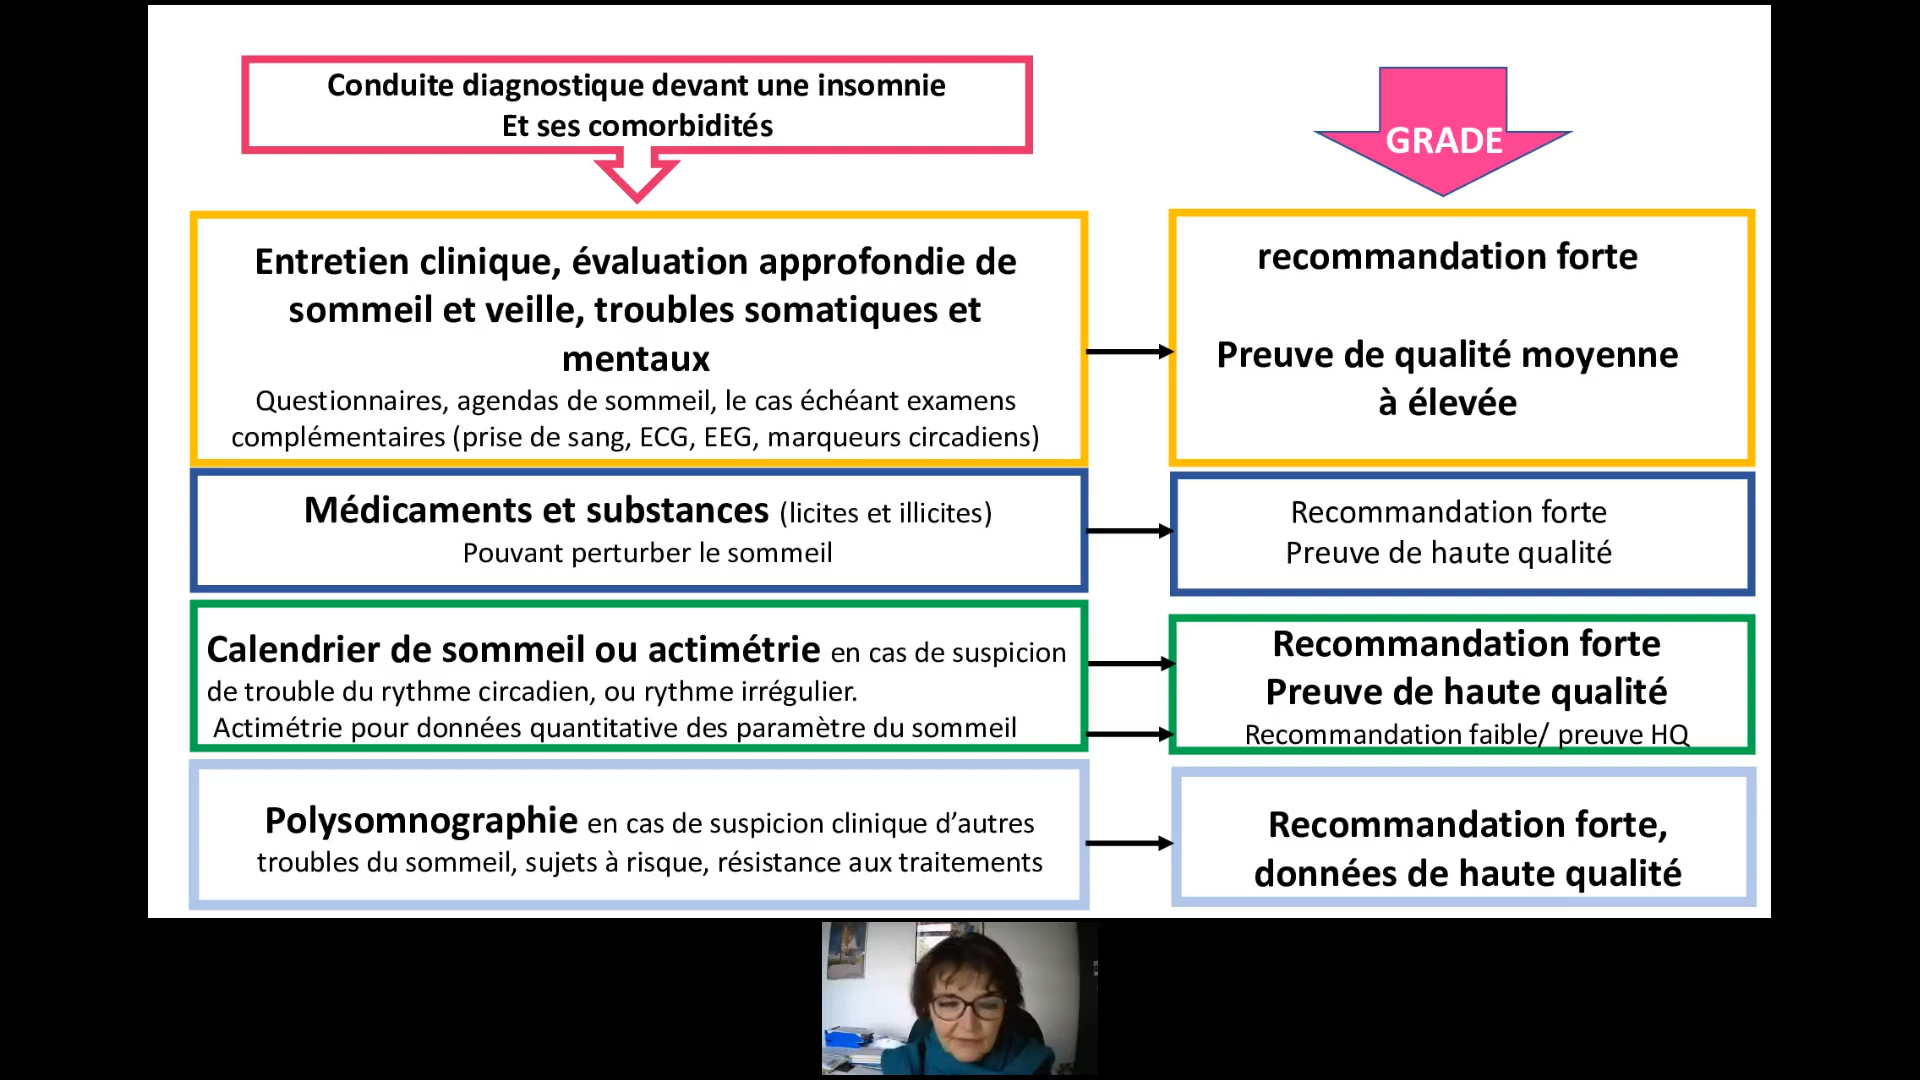 Conduite diagnostique devant une insomnie
Et ses comorbidités
GRADE
Entretien clinique, évaluation approfondie de
sommeil et veille, troubles somatiques et
mentaux
Questionnaires, agendas de sommeil, le cas échéant examens
complémentaires (prise de sang, ECG, EEG, marqueurs circadiens)
recommandation forte
Preuve de qualité moyenne
à élevée
Médicaments et substances (licites et illicites)
Pouvant perturber le sommeil
Recommandation forte
Preuve de haute qualité
Calendrier de sommeil ou actimétrie en cas de suspicion
de trouble du rythme circadien, ou rythme irrégulier.
Actimétrie pour données quantitative des paramètre du sommeil
Recommandation forte
Preuve de haute qualité
Recommandation faible/ preuve HQ
Polysomnographie en cas de suspicion clinique d’autres
troubles du sommeil, sujets à risque, résistance aux traitements
Recommandation forte,
données de haute qualité